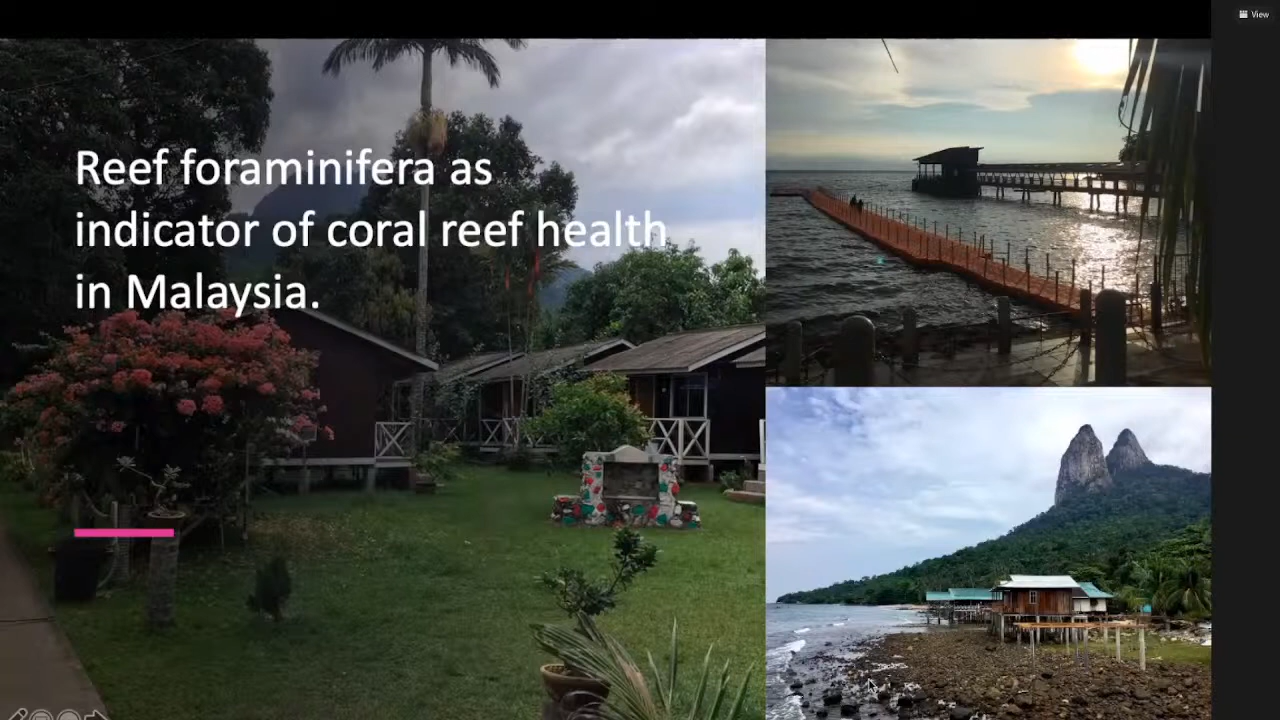 View
Reef foraminifera as
indicator of coral reef health
in Malaysia.